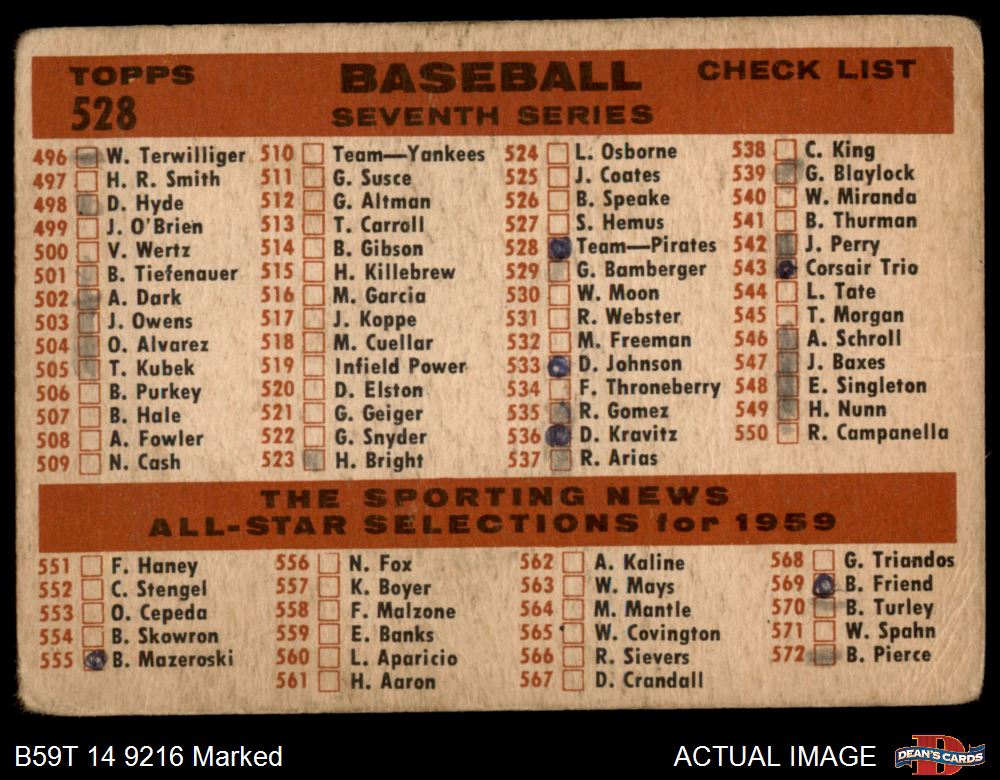 TOPPS
528
BASEBALL
SEVENTH SERIES
CHECK LIST
496 W. Terwilliger
497 H. R. Smith
498 D. Hyde
499 J. O'Brien
500 V. Wertz
501 B. Tiefenauer
502 A. Dark
503 J. Owens
504 O. Alvarez
505 T. Kubek
506 B. Purkey
507 B. Hale
508 A. Fowler
509 N. Cash
510 Team—Yankees
511 G. Susce
512 G. Altman
513 T. Carroll
514 B. Gibson
515 H. Killebrew
516 M. Garcia
517 J. Koppe
518 M. Cuellar
519 Infield Power
520 D. Elston
521 G. Geiger
522 G. Snyder
523 H. Bright
524 L. Osborne
525 J. Coates
526 B. Speake
527 S. Hemus
528 Team—Pirates
529 G. Bamberger
530 W. Moon
531 R. Webster
532 M. Freeman
533 D. Johnson
534 F. Throneberry
535 R. Gomez
536 D. Kravitz
537 R. Arias
538 C. King
539 G. Blaylock
540 W. Miranda
541 B. Thurman
542 J. Perry
543 Corsair Trio
544 L. Tate
545 T. Morgan
546 A. Schroll
547 J. Baxes
548 E. Singleton
549 H. Nunn
550 R. Campanella
THE SPORTING NEWS
ALL-STAR SELECTIONS for 1959
551 F. Haney
552 C. Stengel
553 O. Cepeda
554 B. Skowron
555 B. Mazeroski
556 N. Fox
557 K. Boyer
558 F. Malzone
559 E. Banks
560 L. Aparicio
561 H. Aaron
562 A. Kaline
563 W. Mays
564 M. Mantle
565 W. Covington
566 R. Sievers
567 D. Crandall
568 G. Triandos
569 B. Friend
570 B. Turley
571 W. Spahn
572 B. Pierce
B59T 14 9216 Marked
ACTUAL IMAGE
DEAN'S CARDS